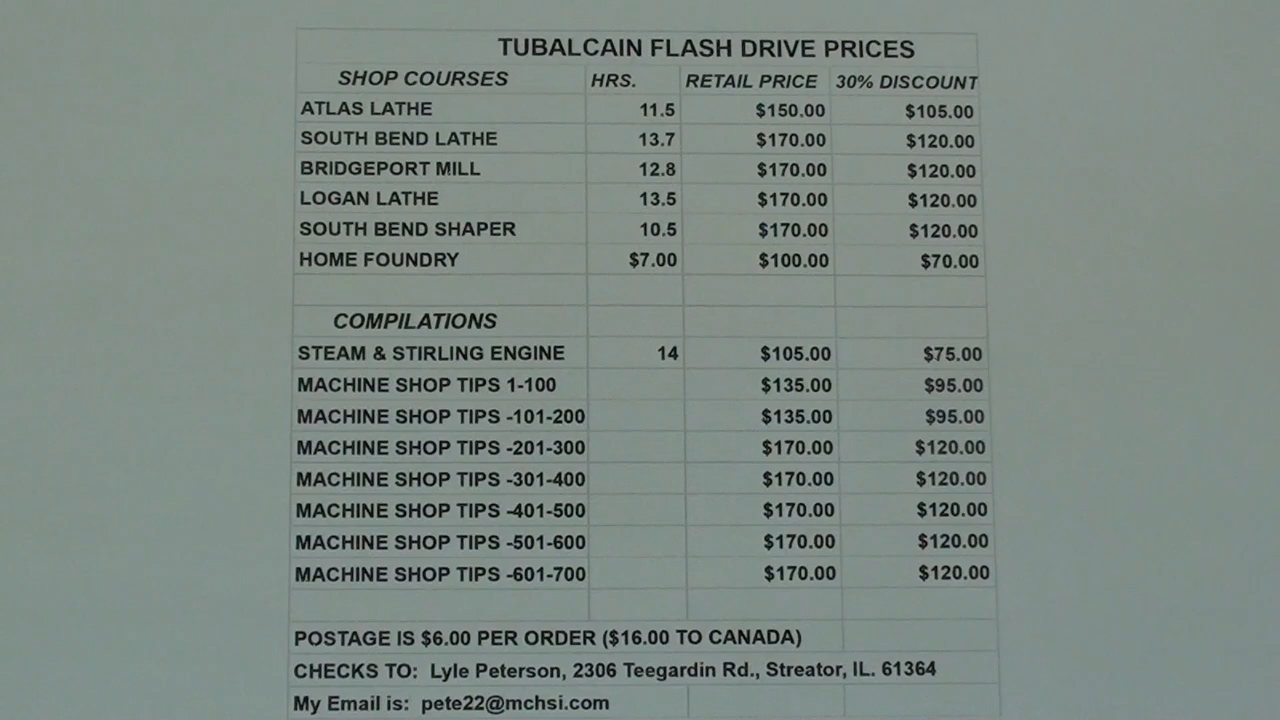 TUBALCAIN FLASH DRIVE PRICES
SHOP COURSES HRS. RETAIL PRICE 30% DISCOUNT
ATLAS LATHE 11.5 $150.00 $105.00
SOUTH BEND LATHE 13.7 $170.00 $120.00
BRIDGEPORT MILL 12.8 $170.00 $120.00
LOGAN LATHE 13.5 $170.00 $120.00
SOUTH BEND SHAPER 10.5 $170.00 $120.00
HOME FOUNDRY $7.00 $100.00 $70.00
COMPILATIONS
STEAM & STIRLING ENGINE 14 $105.00 $75.00
MACHINE SHOP TIPS 1-100 $135.00 $95.00
MACHINE SHOP TIPS -101-200 $135.00 $95.00
MACHINE SHOP TIPS -201-300 $170.00 $120.00
MACHINE SHOP TIPS -301-400 $170.00 $120.00
MACHINE SHOP TIPS -401-500 $170.00 $120.00
MACHINE SHOP TIPS -501-600 $170.00 $120.00
MACHINE SHOP TIPS -601-700 $170.00 $120.00
POSTAGE IS $6.00 PER ORDER ($16.00 TO CANADA)
CHECKS TO: Lyle Peterson, 2306 Teegardin Rd., Streator, IL. 61364
My Email is: pete22@mchsi.com